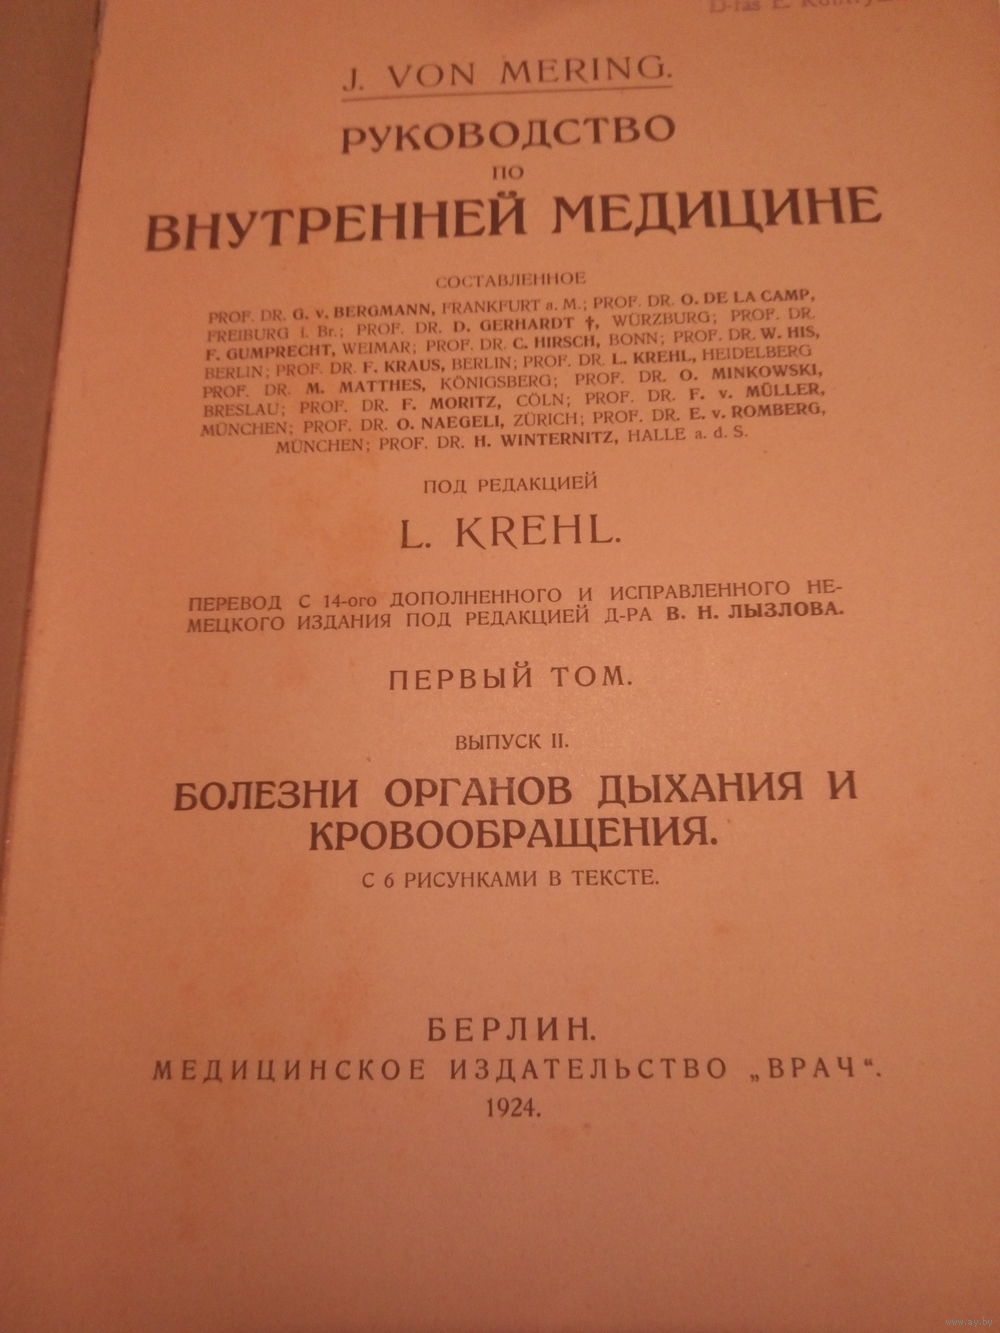 D-ras E.
J. VON MERING.
РУКОВОДСТВО
ПО
ВНУТРЕННЕЙ МЕДИЦИНЕ
СОСТАВЛЕННОЕ
PROF. DR. G. v. BERGMANN, FRANKFURT a. M.; PROF. DR. O. DE LA CAMP,
FREIBURG i. Br.; PROF. DR. D. GERHARDT †, WÜRZBURG; PROF. DR.
F. GUMPRECHT, WEIMAR; PROF. DR. C. HIRSCH, BONN; PROF. DR. W. HIS,
BERLIN; PROF. DR. F. KRAUS, BERLIN; PROF. DR. L. KREHL, HEIDELBERG
PROF. DR. M. MATTHES, KÖNIGSBERG; PROF. DR. O. MINKOWSKI,
BRESLAU; PROF. DR. F. MORITZ, CÖLN; PROF. DR. F. v. MÜLLER,
MÜNCHEN; PROF. DR. O. NAEGELI, ZÜRICH; PROF. DR. E. v. ROMBERG,
MÜNCHEN; PROF. DR. H. WINTERNITZ, HALLE a. d. S.
ПОД РЕДАКЦИЕЙ
L. KREHL.
ПЕРЕВОД С 14-ого ДОПОЛНЕННОГО И ИСПРАВЛЕННОГО НЕ-
МЕЦКОГО ИЗДАНИЯ ПОД РЕДАКЦИЕЙ Д-РА В. Н. ЛЫЗЛОВА.
ПЕРВЫЙ ТОМ.
ВЫПУСК II.
БОЛЕЗНИ ОРГАНОВ ДЫХАНИЯ И
КРОВООБРАЩЕНИЯ.
С 6 РИСУНКАМИ В ТЕКСТЕ.
БЕРЛИН.
МЕДИЦИНСКОЕ ИЗДАТЕЛЬСТВО „ВРАЧ“.
1924.
www.ay.by